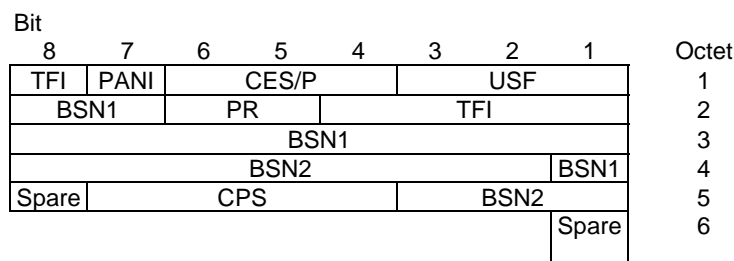 Bit
8 7 6 5 4 3 2 1 Octet
TFI PANI CES/P USF 1
BSN1 PR TFI 2
BSN1 3
BSN2 BSN1 4
Spare CPS BSN2 5
Spare 6